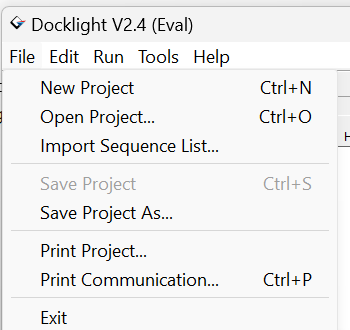 Docklight V2.4 (Eval)
File Edit Run Tools Help
New Project Ctrl+N
Open Project... Ctrl+O
Import Sequence List...
Save Project Ctrl+S
Save Project As...
Print Project...
Print Communication... Ctrl+P
Exit